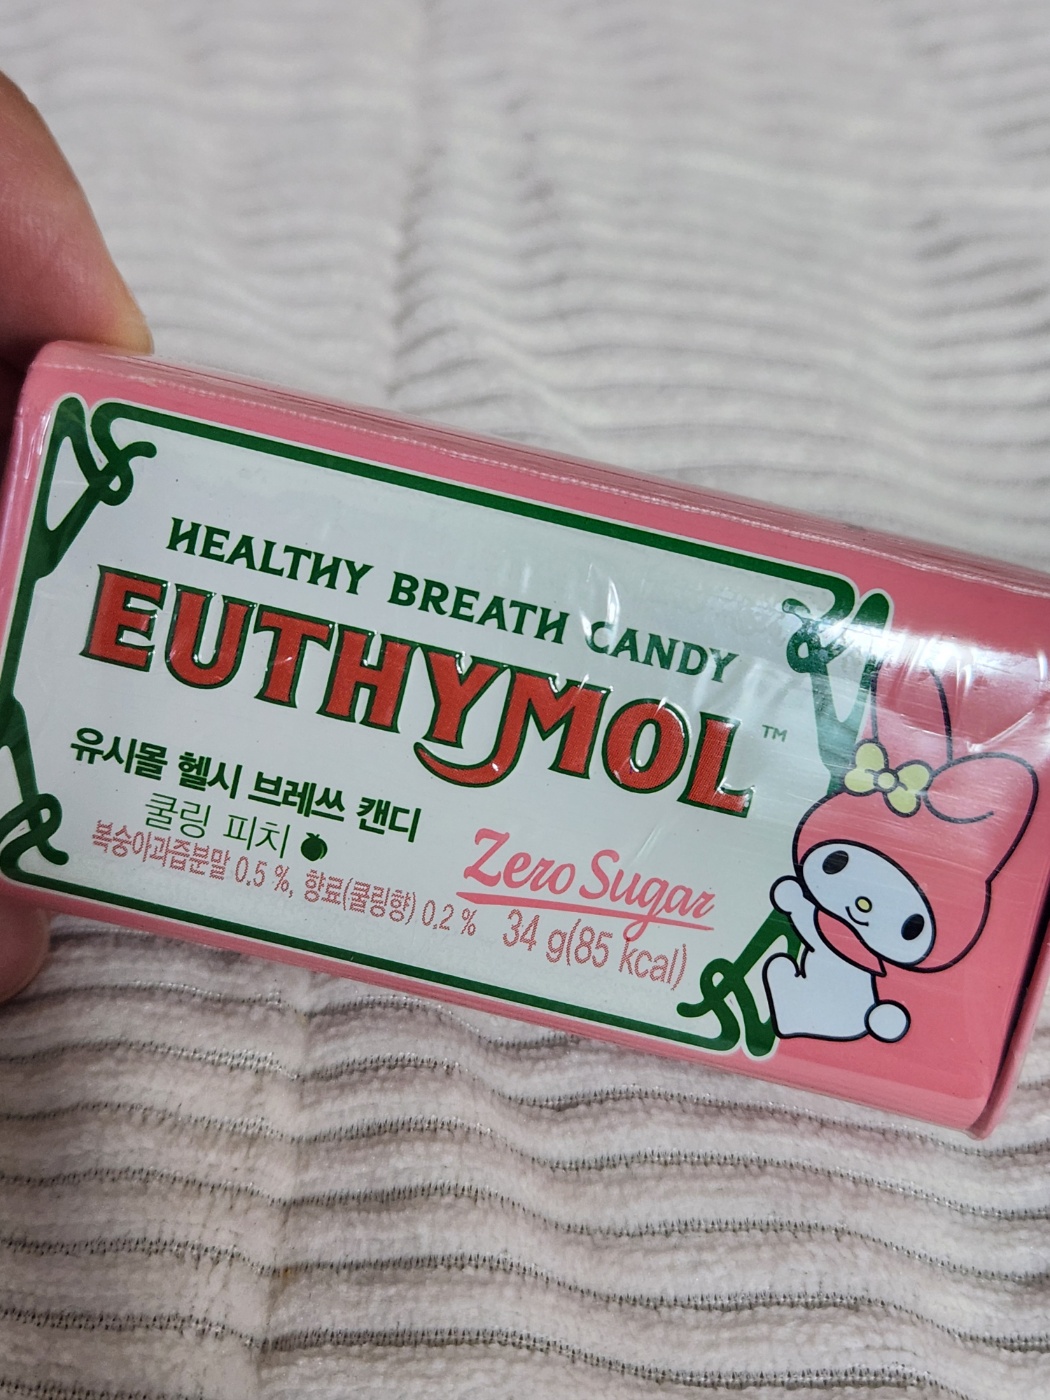 HEALTHY BREATH CANDY
EUTHYMOL™
유시몰 헬시 브레쓰 캔디
쿨링 피치
복숭아과즙분말 0.5 %, 향료(쿨링향) 0.2 %
Zero Sugar
34 g(85 kcal)